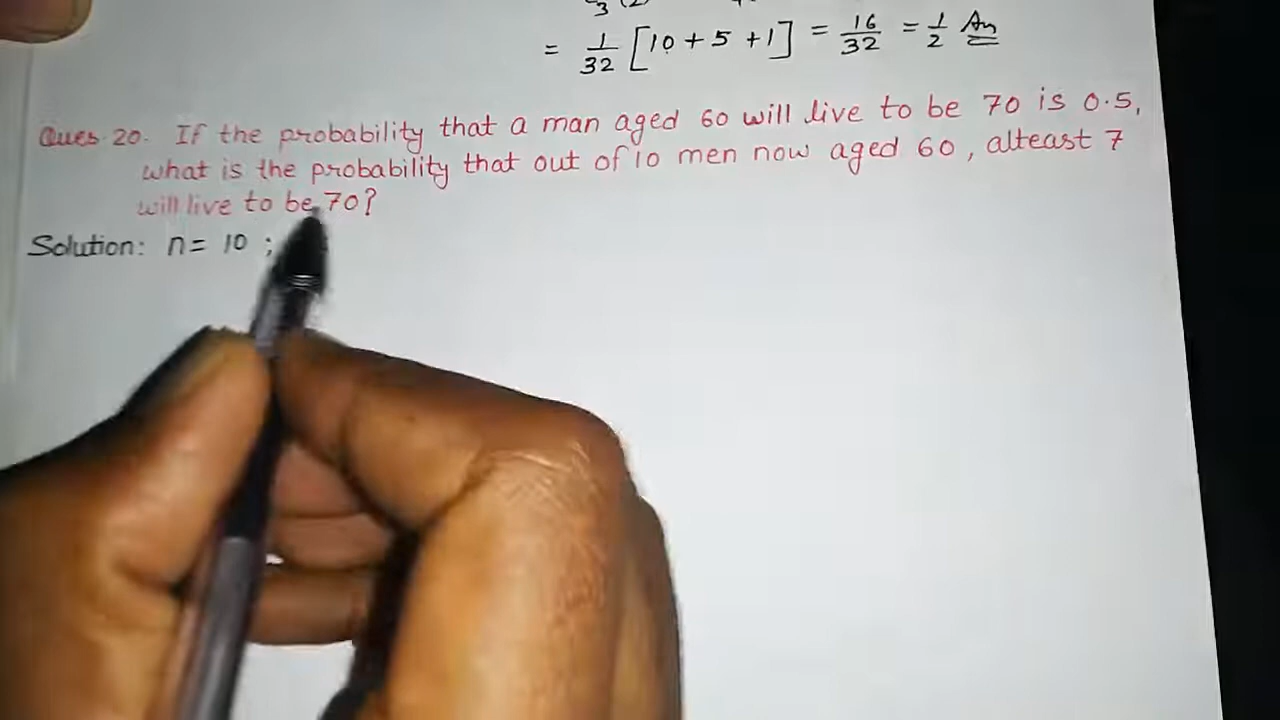 = 1/32 [10 + 5 + 1] = 16/32 = 1/2 An
Ques. 20. If the probability that a man aged 60 will live to be 70 is 0.5,
what is the probability that out of 10 men now aged 60, alteast 7
will live to be 70?
Solution: n = 10 ;